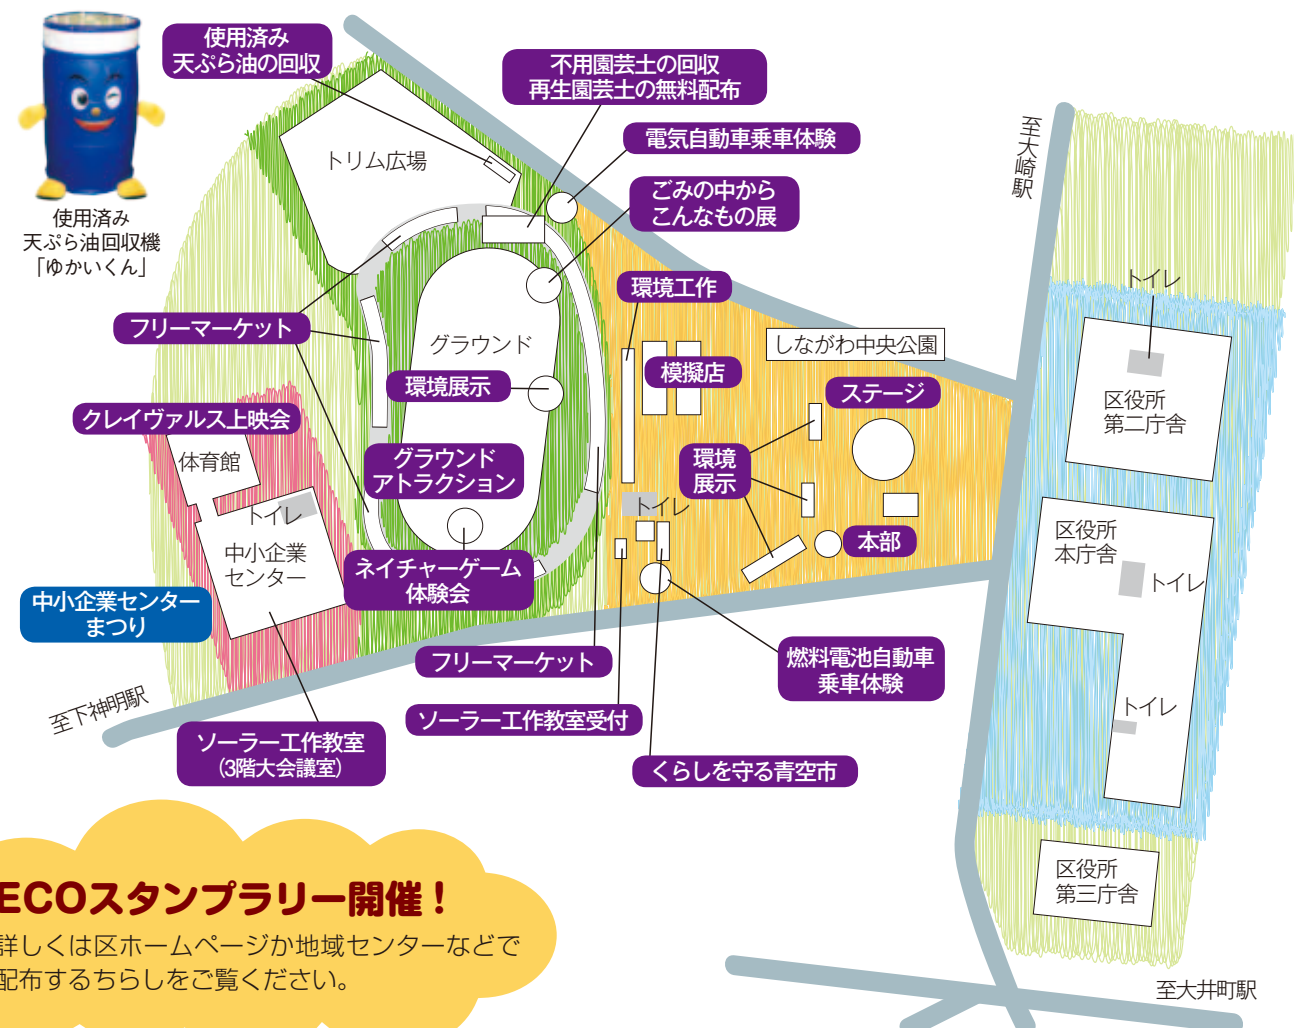 使用済み
天ぷら油の回収
不用園芸土の回収
再生園芸土の無料配布
電気自動車乗車体験
ごみの中から
こんなもの展
トリム広場
使用済み
天ぷら油回収機
「ゆかいくん」
至大崎駅
トイレ
環境工作
フリーマーケット
グラウンド
しながわ中央公園
模擬店
環境展示
ステージ
区役所
第二庁舎
クレイヴァルス上映会
体育館
グラウンド
アトラクション
環境
展示
トイレ
トイレ
中小企業
センター
本部
区役所
本庁舎
トイレ
ネイチャーゲーム
体験会
中小企業センター
まつり
フリーマーケット
燃料電池自動車
乗車体験
至下神明駅
ソーラー工作教室受付
トイレ
ソーラー工作教室
(3階大会議室)
くらしを守る青空市
区役所
第三庁舎
ECOスタンプラリー開催!
詳しくは区ホームページか地域センターなどで
配布するちらしをご覧ください。
至大井町駅